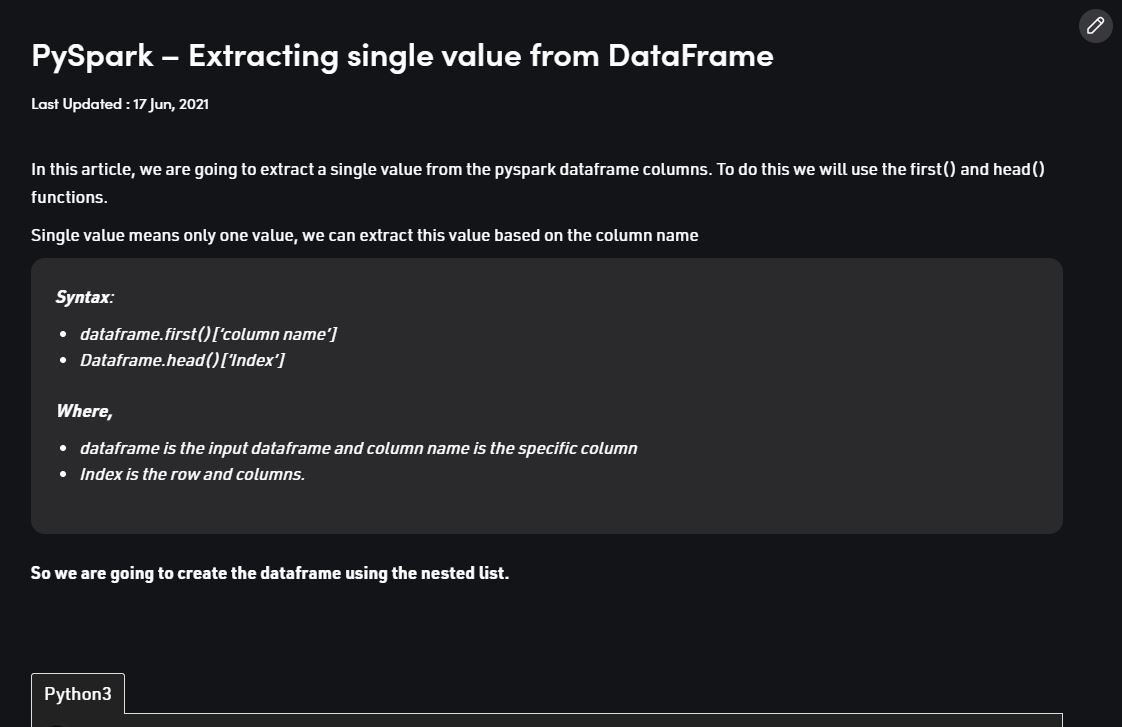 PySpark – Extracting single value from DataFrame
Last Updated : 17 Jun, 2021
In this article, we are going to extract a single value from the pyspark dataframe columns. To do this we will use the first() and head()
functions.
Single value means only one value, we can extract this value based on the column name
Syntax:
• dataframe.first()[‘column name’]
• Dataframe.head()[‘Index’]
Where,
• dataframe is the input dataframe and column name is the specific column
• Index is the row and columns.
So we are going to create the dataframe using the nested list.
Python3